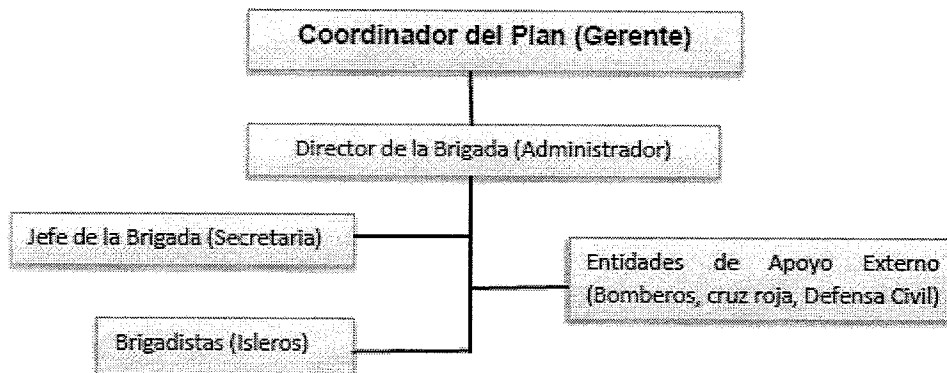 Coordinador del Plan (Gerente)
Director de la Brigada (Administrador)
Jefe de la Brigada (Secretaria)
Entidades de Apoyo Externo
(Bomberos, cruz roja, Defensa Civil)
Brigadistas (Isleros)